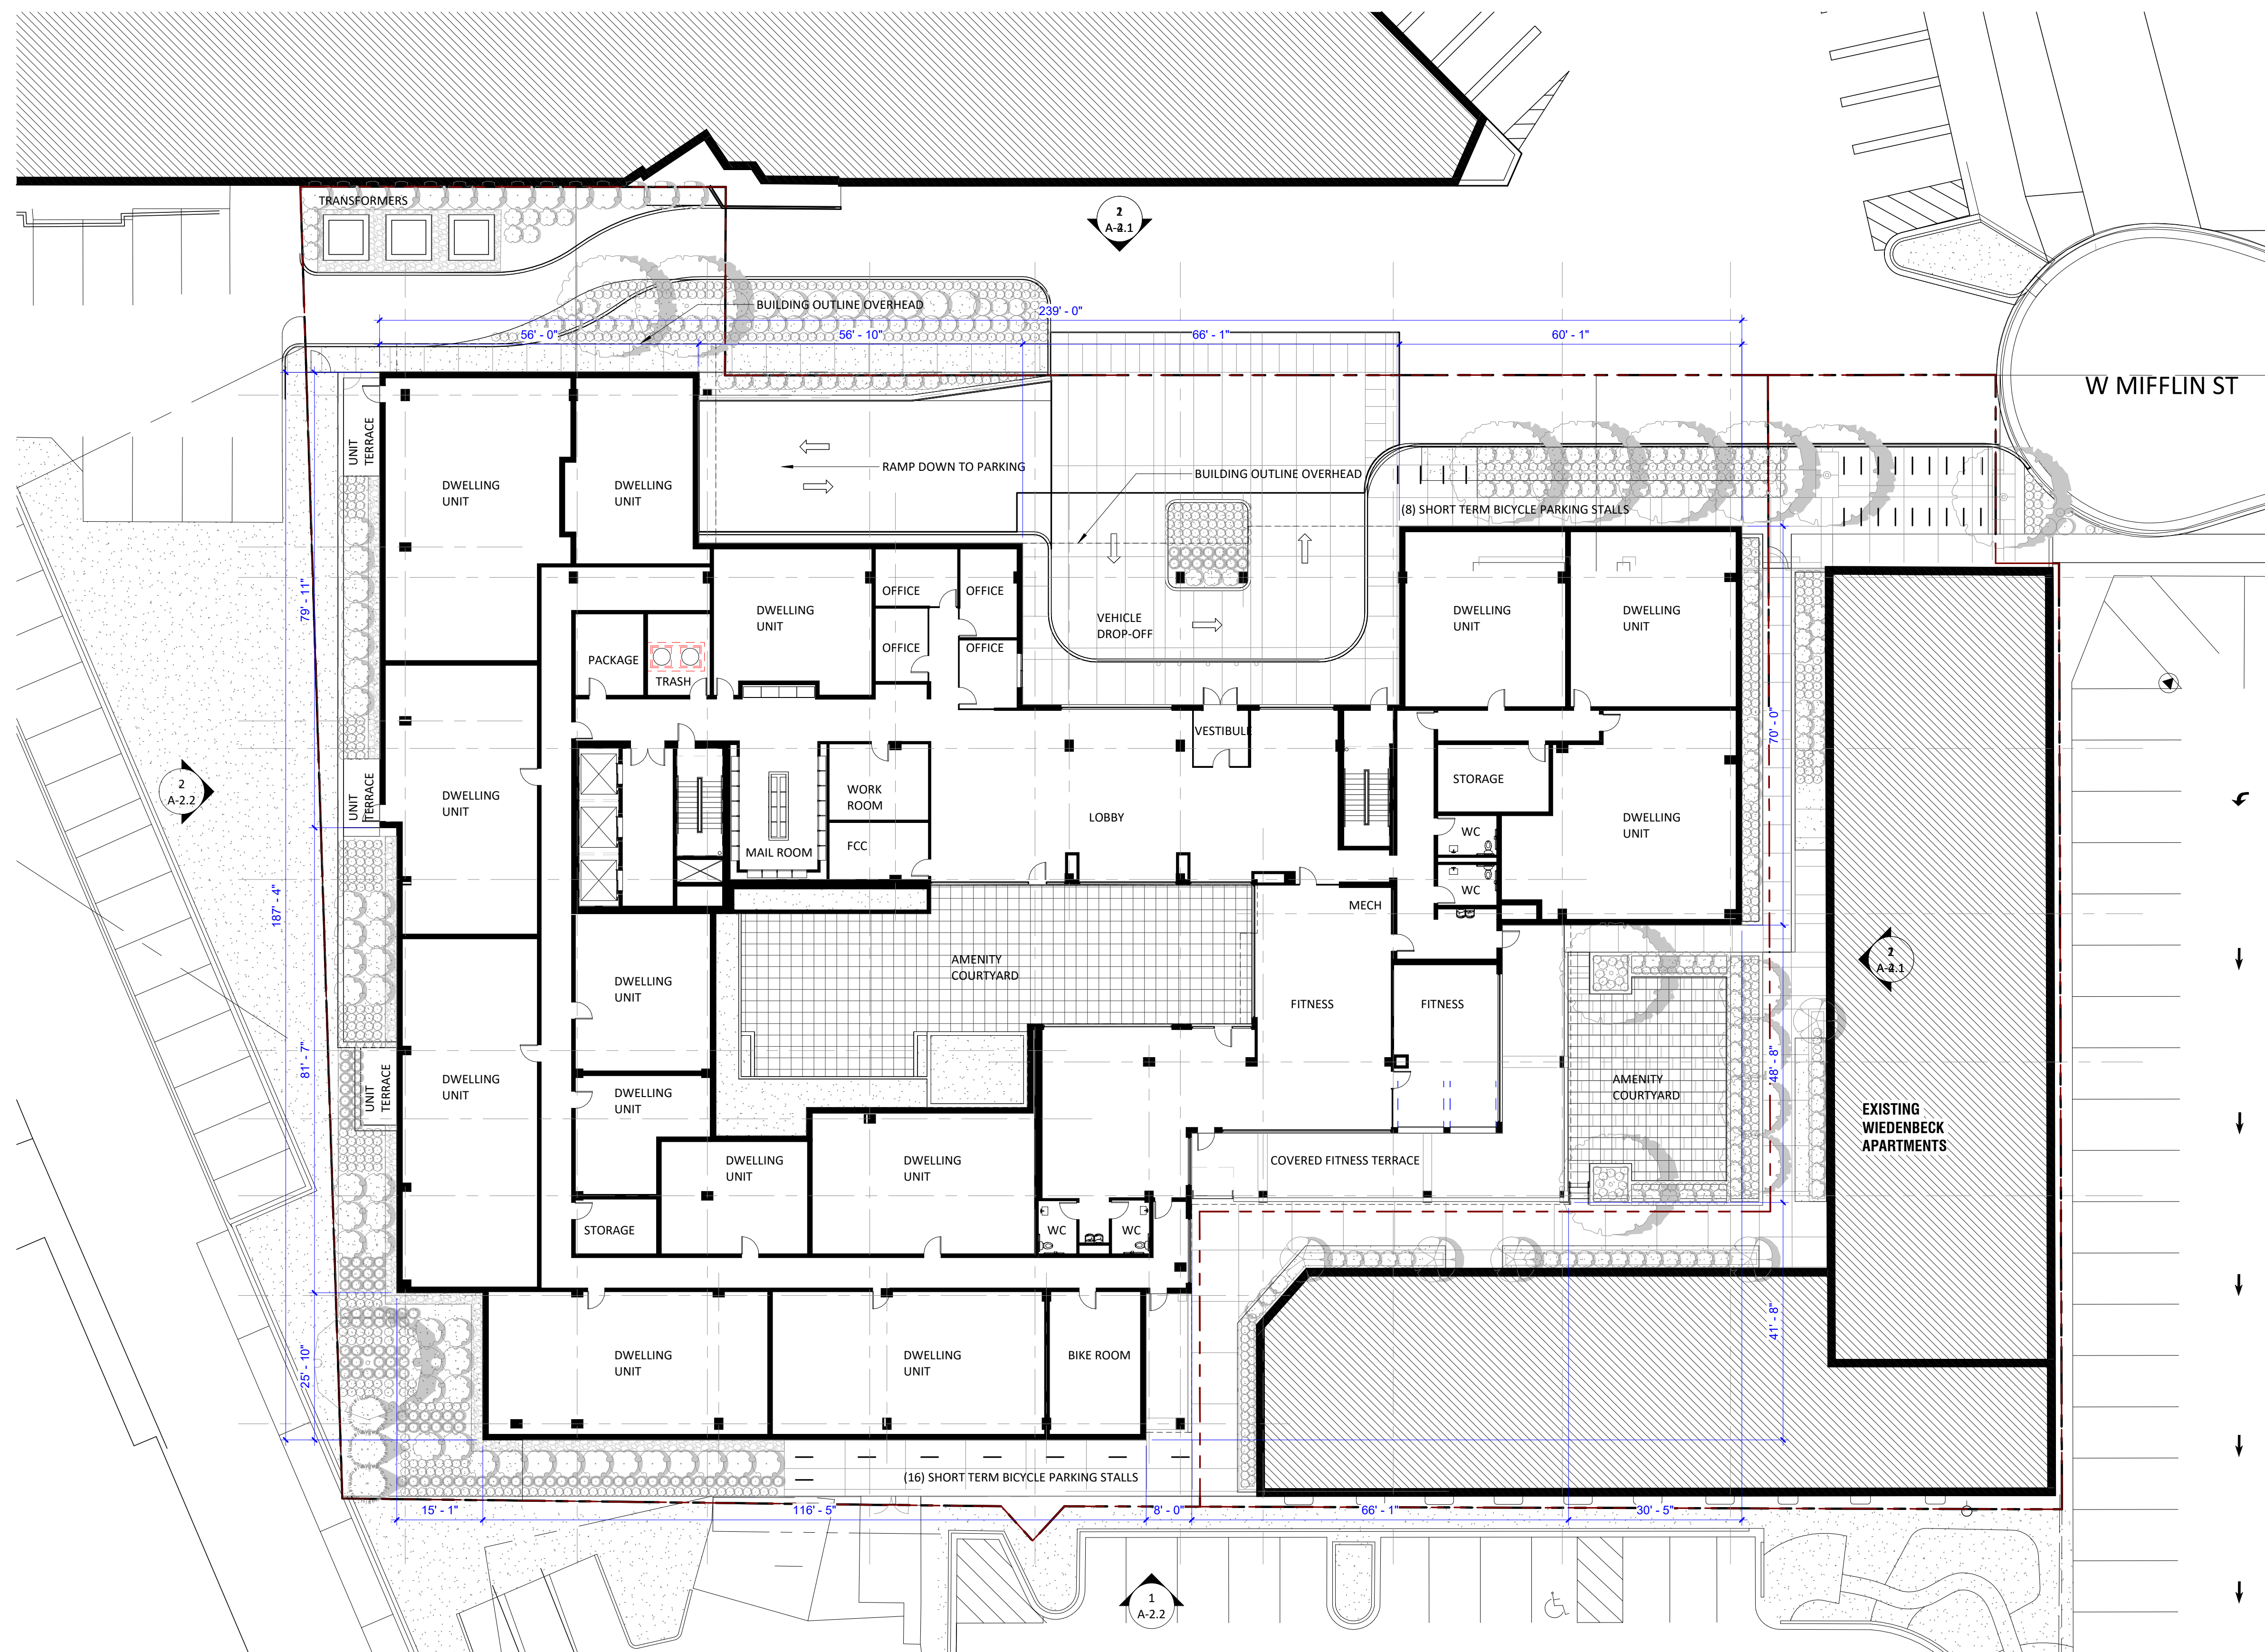 TRANSFORMERS
2
A-2.1
BUILDING OUTLINE OVERHEAD
239' - 0"
56' - 0"
56' - 10"
66' - 1"
60' - 1"
W MIFFLIN ST
UNIT
TERRACE
RAMP DOWN TO PARKING
BUILDING OUTLINE OVERHEAD
DWELLING
UNIT
DWELLING
UNIT
(8) SHORT TERM BICYCLE PARKING STALLS
79' - 11"
OFFICE
OFFICE
DWELLING
UNIT
VEHICLE
DROP-OFF
DWELLING
UNIT
DWELLING
UNIT
OFFICE
OFFICE
PACKAGE
TRASH
70' - 0"
VESTIBULE
2
A-2.2
UNIT
TERRACE
DWELLING
UNIT
WORK
ROOM
STORAGE
LOBBY
DWELLING
UNIT
WC
MAIL ROOM
FCC
WC
187' - 4"
MECH
AMENITY
COURTYARD
DWELLING
UNIT
FITNESS
FITNESS
81' - 7"
UNIT
TERRACE
DWELLING
UNIT
DWELLING
UNIT
48' - 8"
AMENITY
COURTYARD
EXISTING
WIEDENBECK
APARTMENTS
DWELLING
UNIT
DWELLING
UNIT
COVERED FITNESS TERRACE
STORAGE
WC
WC
41' - 8"
25' - 10"
DWELLING
UNIT
DWELLING
UNIT
BIKE ROOM
(16) SHORT TERM BICYCLE PARKING STALLS
15' - 1"
116' - 5"
8' - 0"
66' - 1"
30' - 5"
1
A-2.2